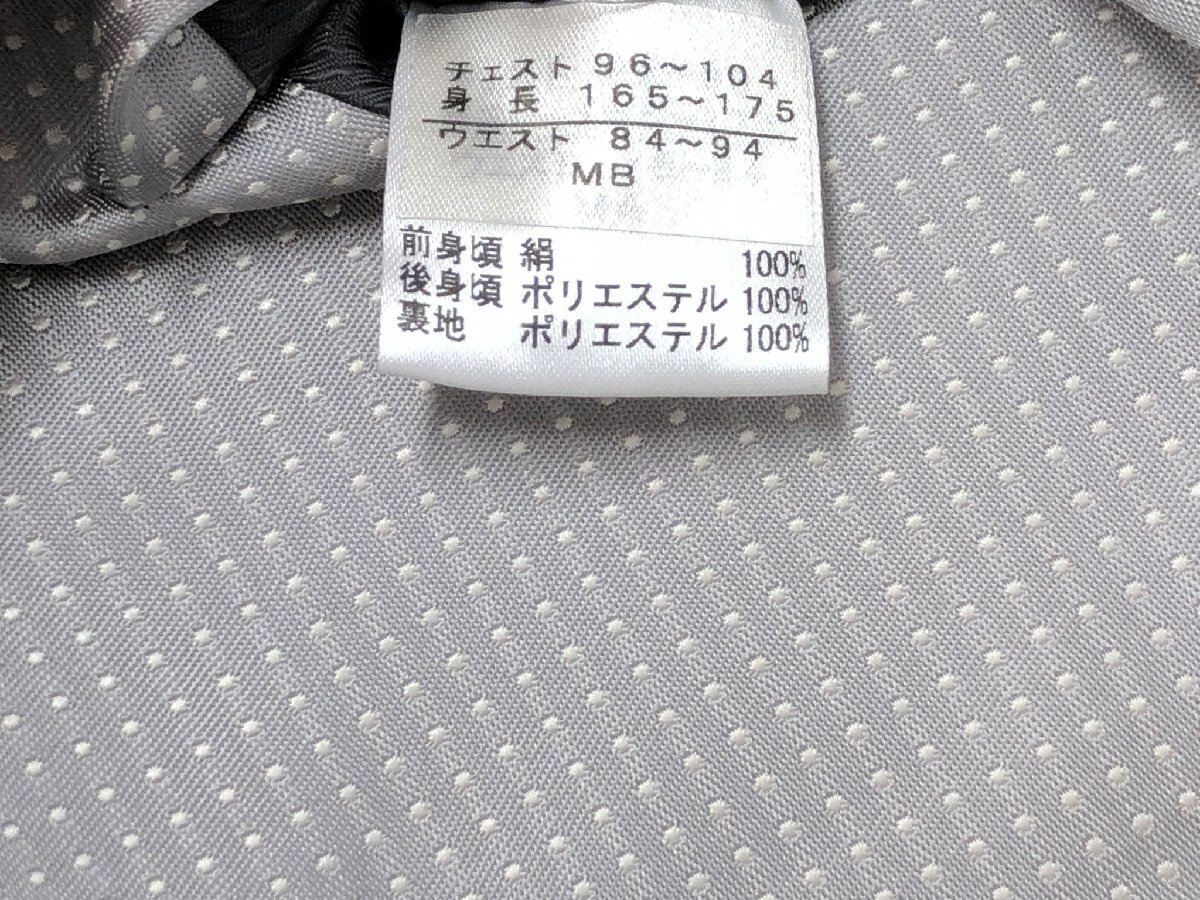 チェスト 96～104
身長 165～175
ウエスト 84～94
MB
前身頃 絹 100%
後身頃 ポリエステル 100%
裏地 ポリエステル 100%